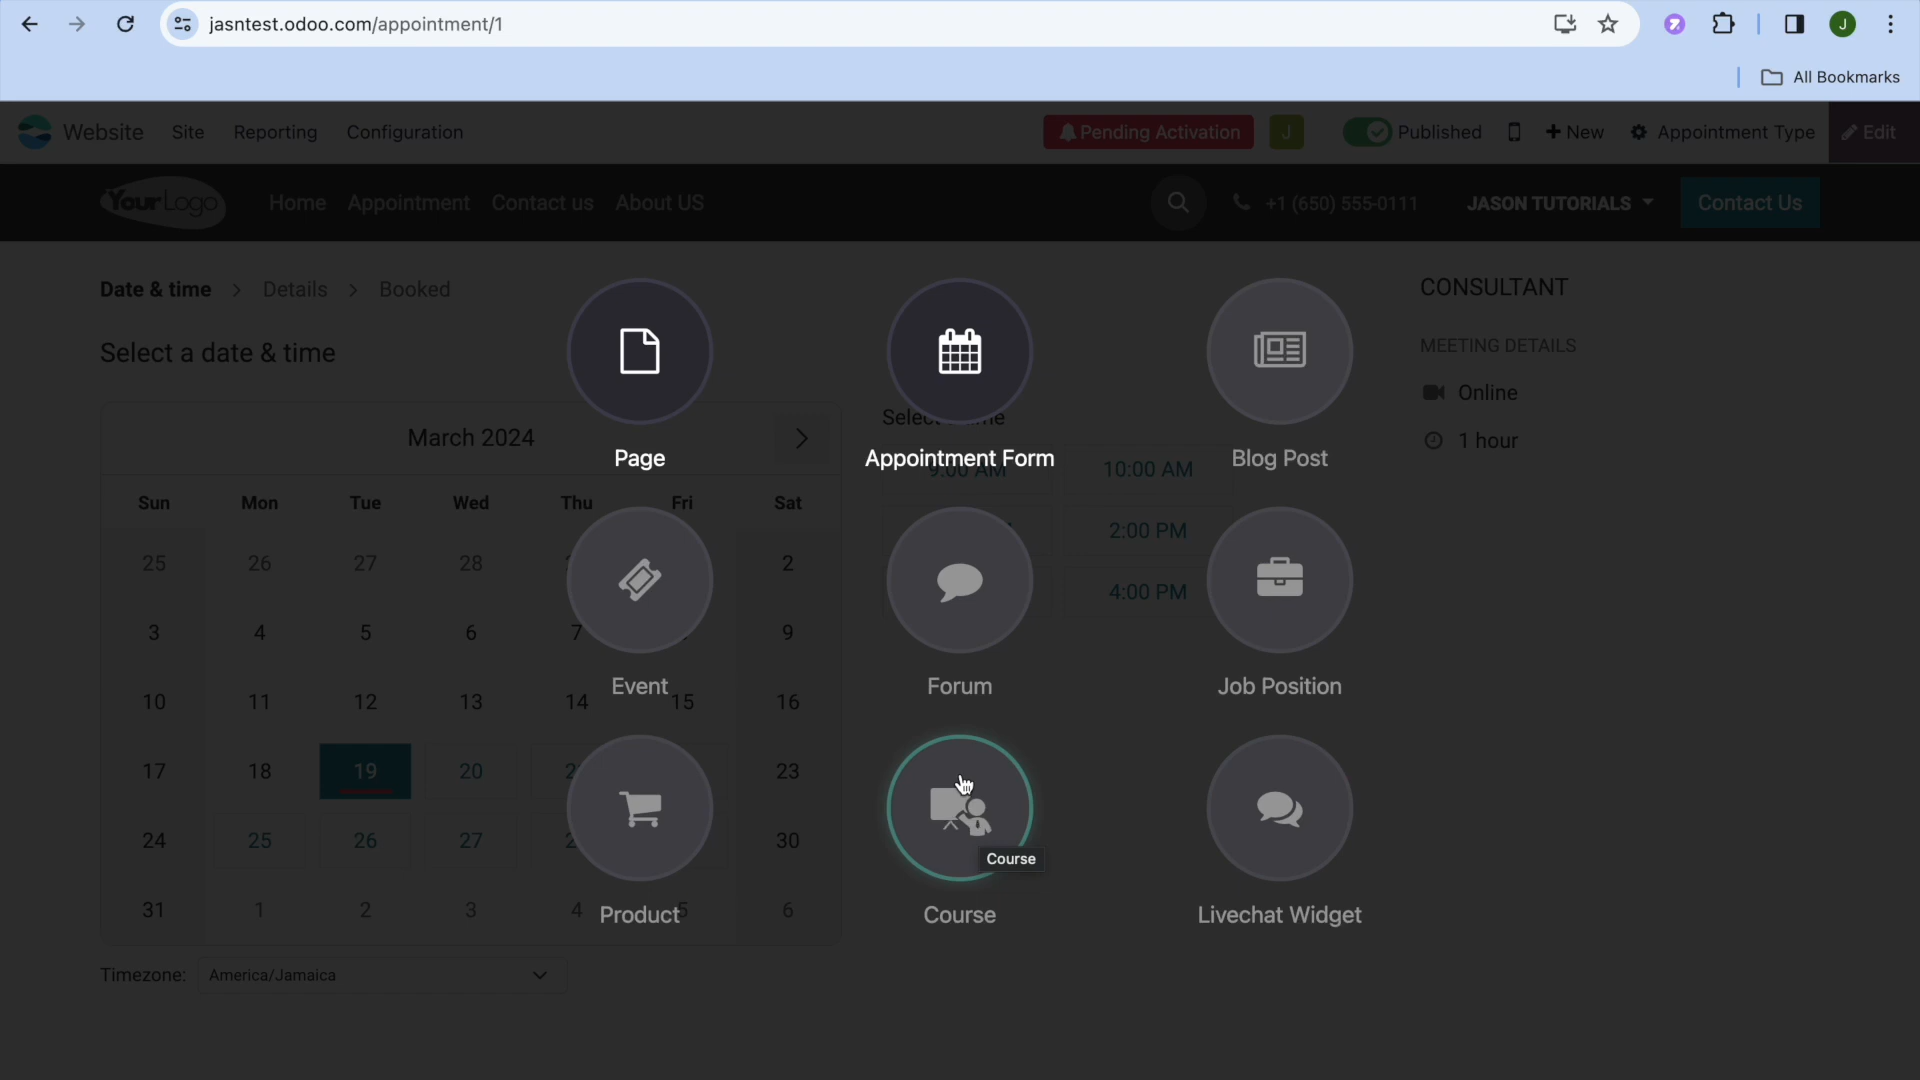 jasntest.odoo.com/appointment/1
J
All Bookmarks
Website Site Reporting Configuration
Pending Activation J Published New Appointment Type Edit
YourLogo Home Appointment Contact us About US
+1 (650) 555-0111 JASON TUTORIALS Contact Us
Date & time > Details > Booked
Select a date & time
CONSULTANT
MEETING DETAILS
Online
1 hour
March 2024
Sun Mon Tue Wed Thu Fri Sat
25 26 27 28 2
3 4 5 6 7 9
10 11 12 13 14 15 16
17 18 19 20 23
24 25 26 27 30
31 1 2 3 4 5 6
Timezone: America/Jamaica
9:00 AM 10:00 AM
2:00 PM
4:00 PM
Page
Appointment Form
Blog Post
Event
Forum
Job Position
Product
Course
Course
Livechat Widget